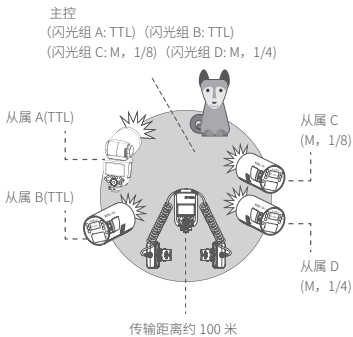 主控
（闪光组 A: TTL)（闪光组 B: TTL)
（闪光组 C: M，1/8)（闪光组 D: M，1/4)
从属 A(TTL)
从属 C
(M，1/8)
从属 B(TTL)
从属 D
(M，1/4)
传输距离约 100 米